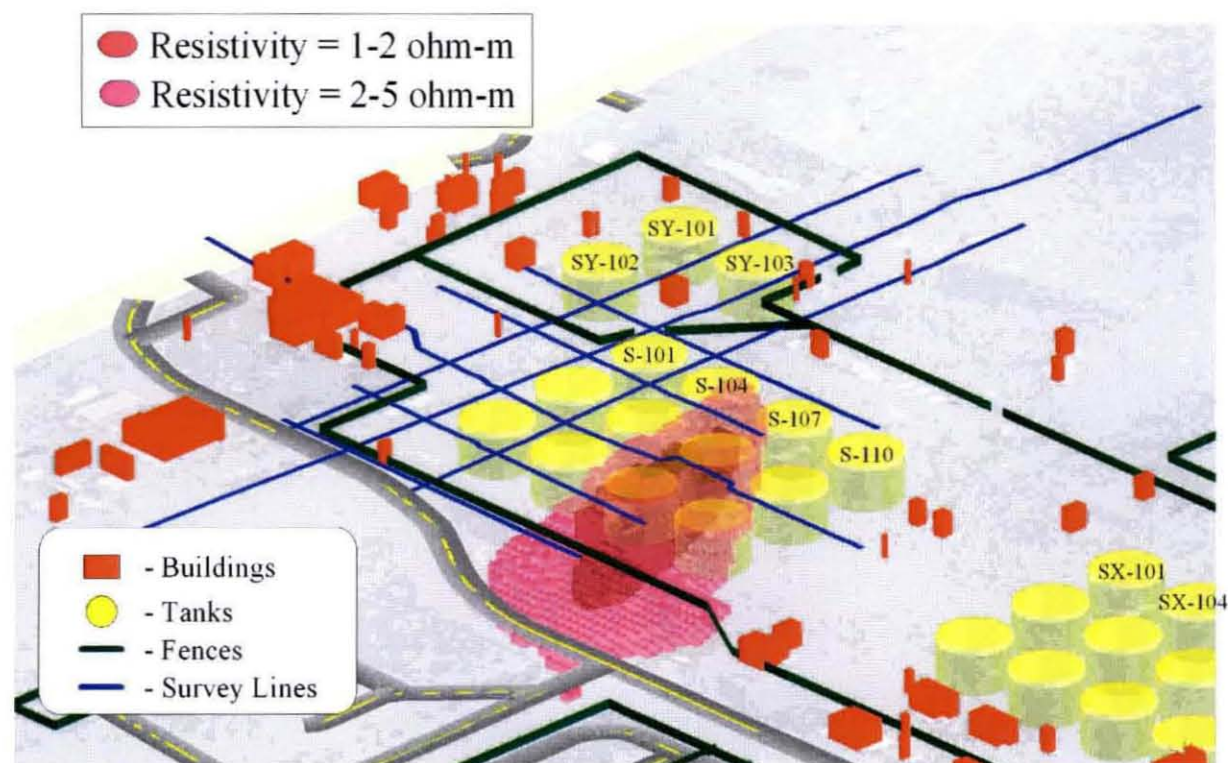 Resistivity = 1-2 ohm-m
Resistivity = 2-5 ohm-m
SY-101
SY-102
SY-103
S-101
S-104
S-107
S-110
SX-101
SX-104
- Buildings
- Tanks
- Fences
- Survey Lines